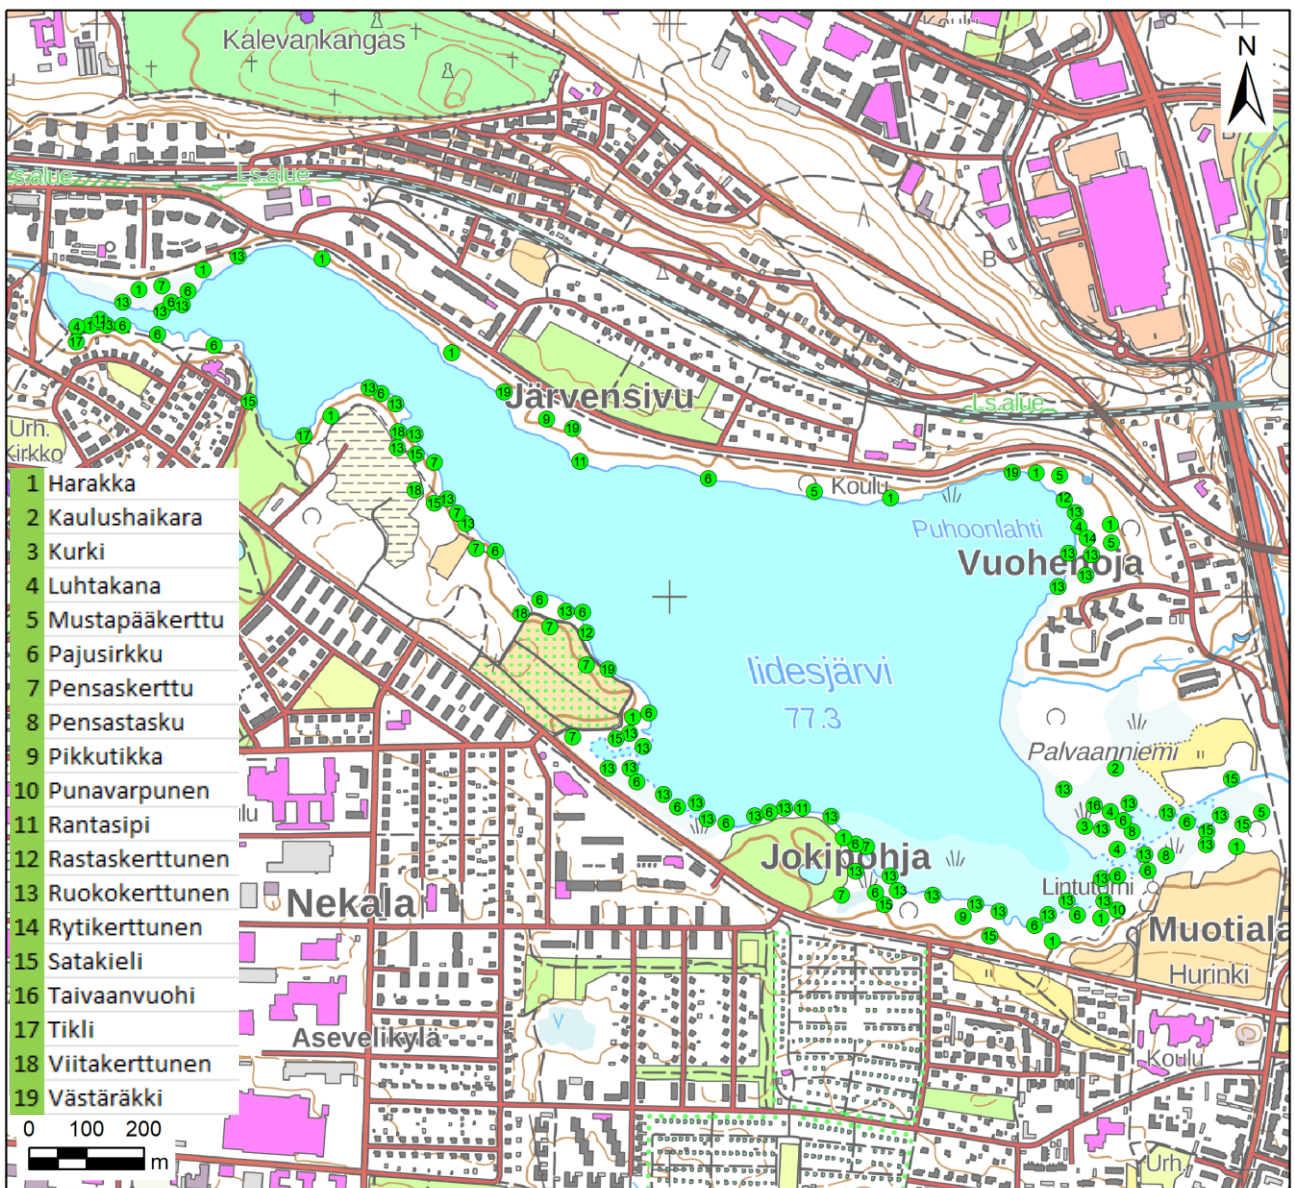 Koulu
Kalevankangas
N
Ls.alue
Ls.alue
B
Järvensivu
Ls.alue
Urh.
Kirkko
Koulu
Puhoonlahti
Vuohenoja
Iidesjärvi
77.3
Palvaanniemi
Jokipohja
Lintutorni
Nekala
Muotiala
Hurinki
Asevelikylä
Koulu
Urh.
1 Harakka
2 Kaulushaikara
3 Kurki
4 Luhtakana
5 Mustapääkerttu
6 Pajusirkku
7 Pensaskerttu
8 Pensastasku
9 Pikkutikka
10 Punavarpunen
11 Rantasipi
12 Rastaskerttunen
13 Ruokokerttunen
14 Rytikerttunen
15 Satakieli
16 Taivaanvuohi
17 Tikli
18 Viitakerttunen
19 Västäräkki
0 100 200
m